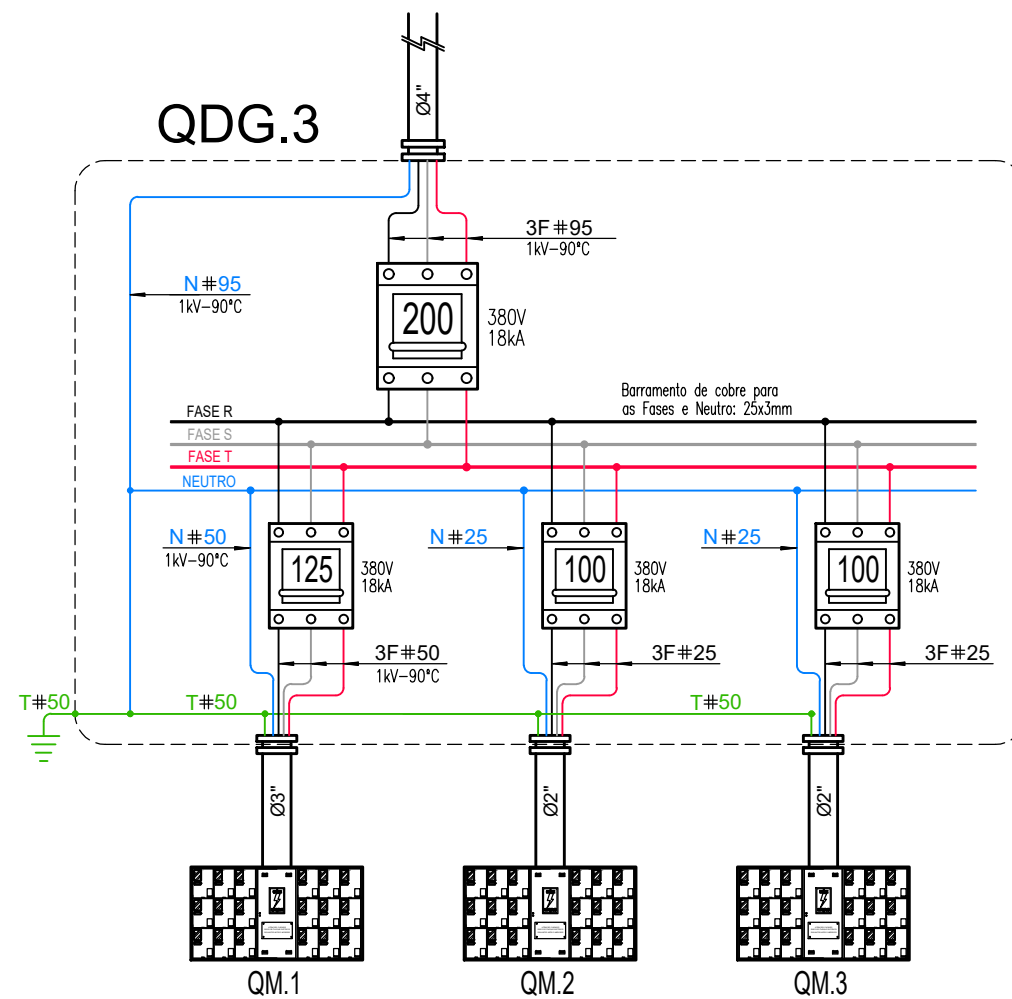 Ø4"
QDG.3
3F#95
1kV-90°C
N#95
1kV-90°C
200
380V
18kA
Barramento de cobre para
as Fases e Neutro: 25x3mm
FASE R
FASE S
FASE T
NEUTRO
N#50
1kV-90°C
125
380V
18kA
N#25
100
380V
18kA
N#25
100
380V
18kA
3F#50
1kV-90°C
3F#25
3F#25
T#50
T#50
T#50
Ø3"
Ø2"
Ø2"
QM.1
QM.2
QM.3